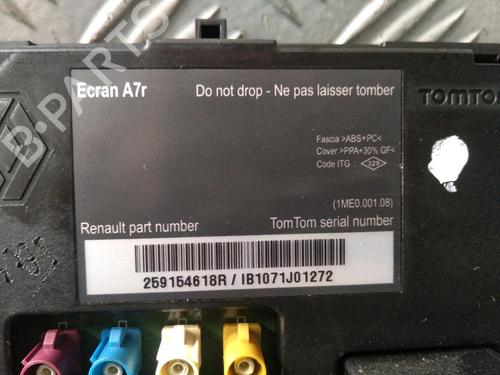 B-PARTS
Ecran A7r
Do not drop - Ne pas laisser tomber
TOMTOM
Fascia >ABS+PC<
Cover >PPA+30% GF<
Code ITG : 329
(1ME0.001.08)
Renault part number
TomTom serial number
259154618R / IB1071J01272